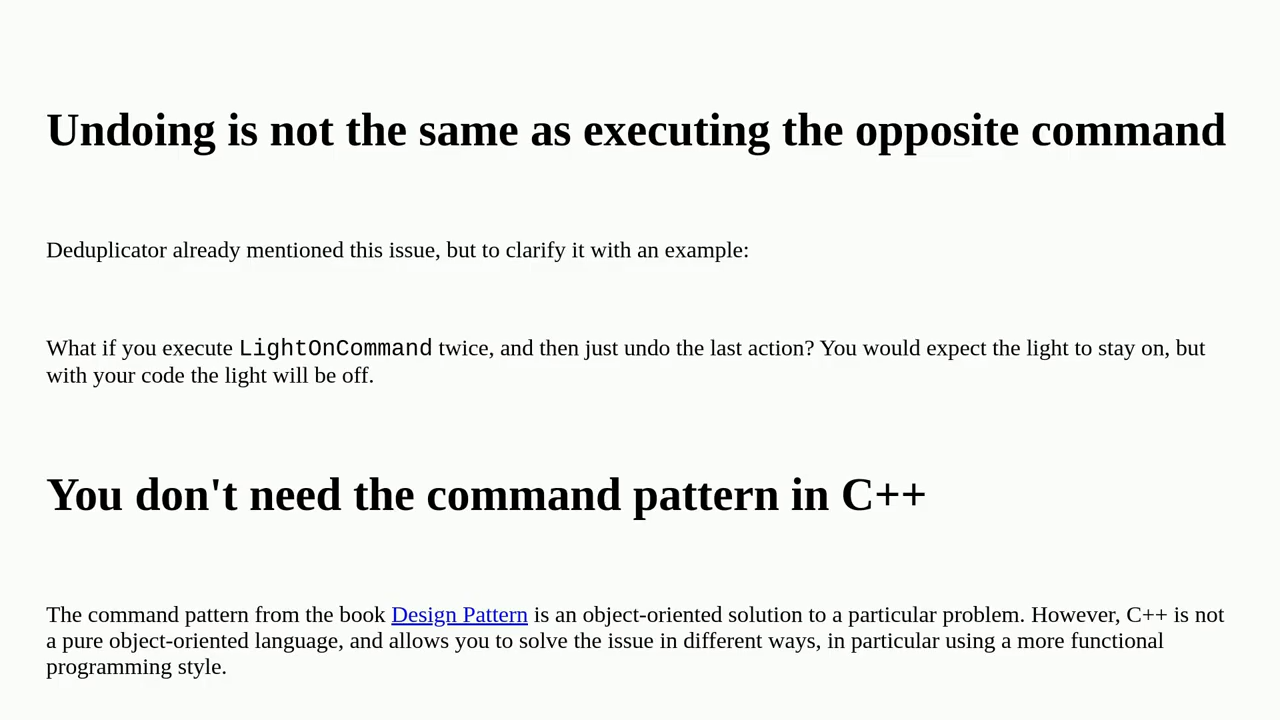 Undoing is not the same as executing the opposite command
Deduplicator already mentioned this issue, but to clarify it with an example:
What if you execute LightOnCommand twice, and then just undo the last action? You would expect the light to stay on, but
with your code the light will be off.
You don't need the command pattern in C++
The command pattern from the book Design Pattern is an object-oriented solution to a particular problem. However, C++ is not
a pure object-oriented language, and allows you to solve the issue in different ways, in particular using a more functional
programming style.